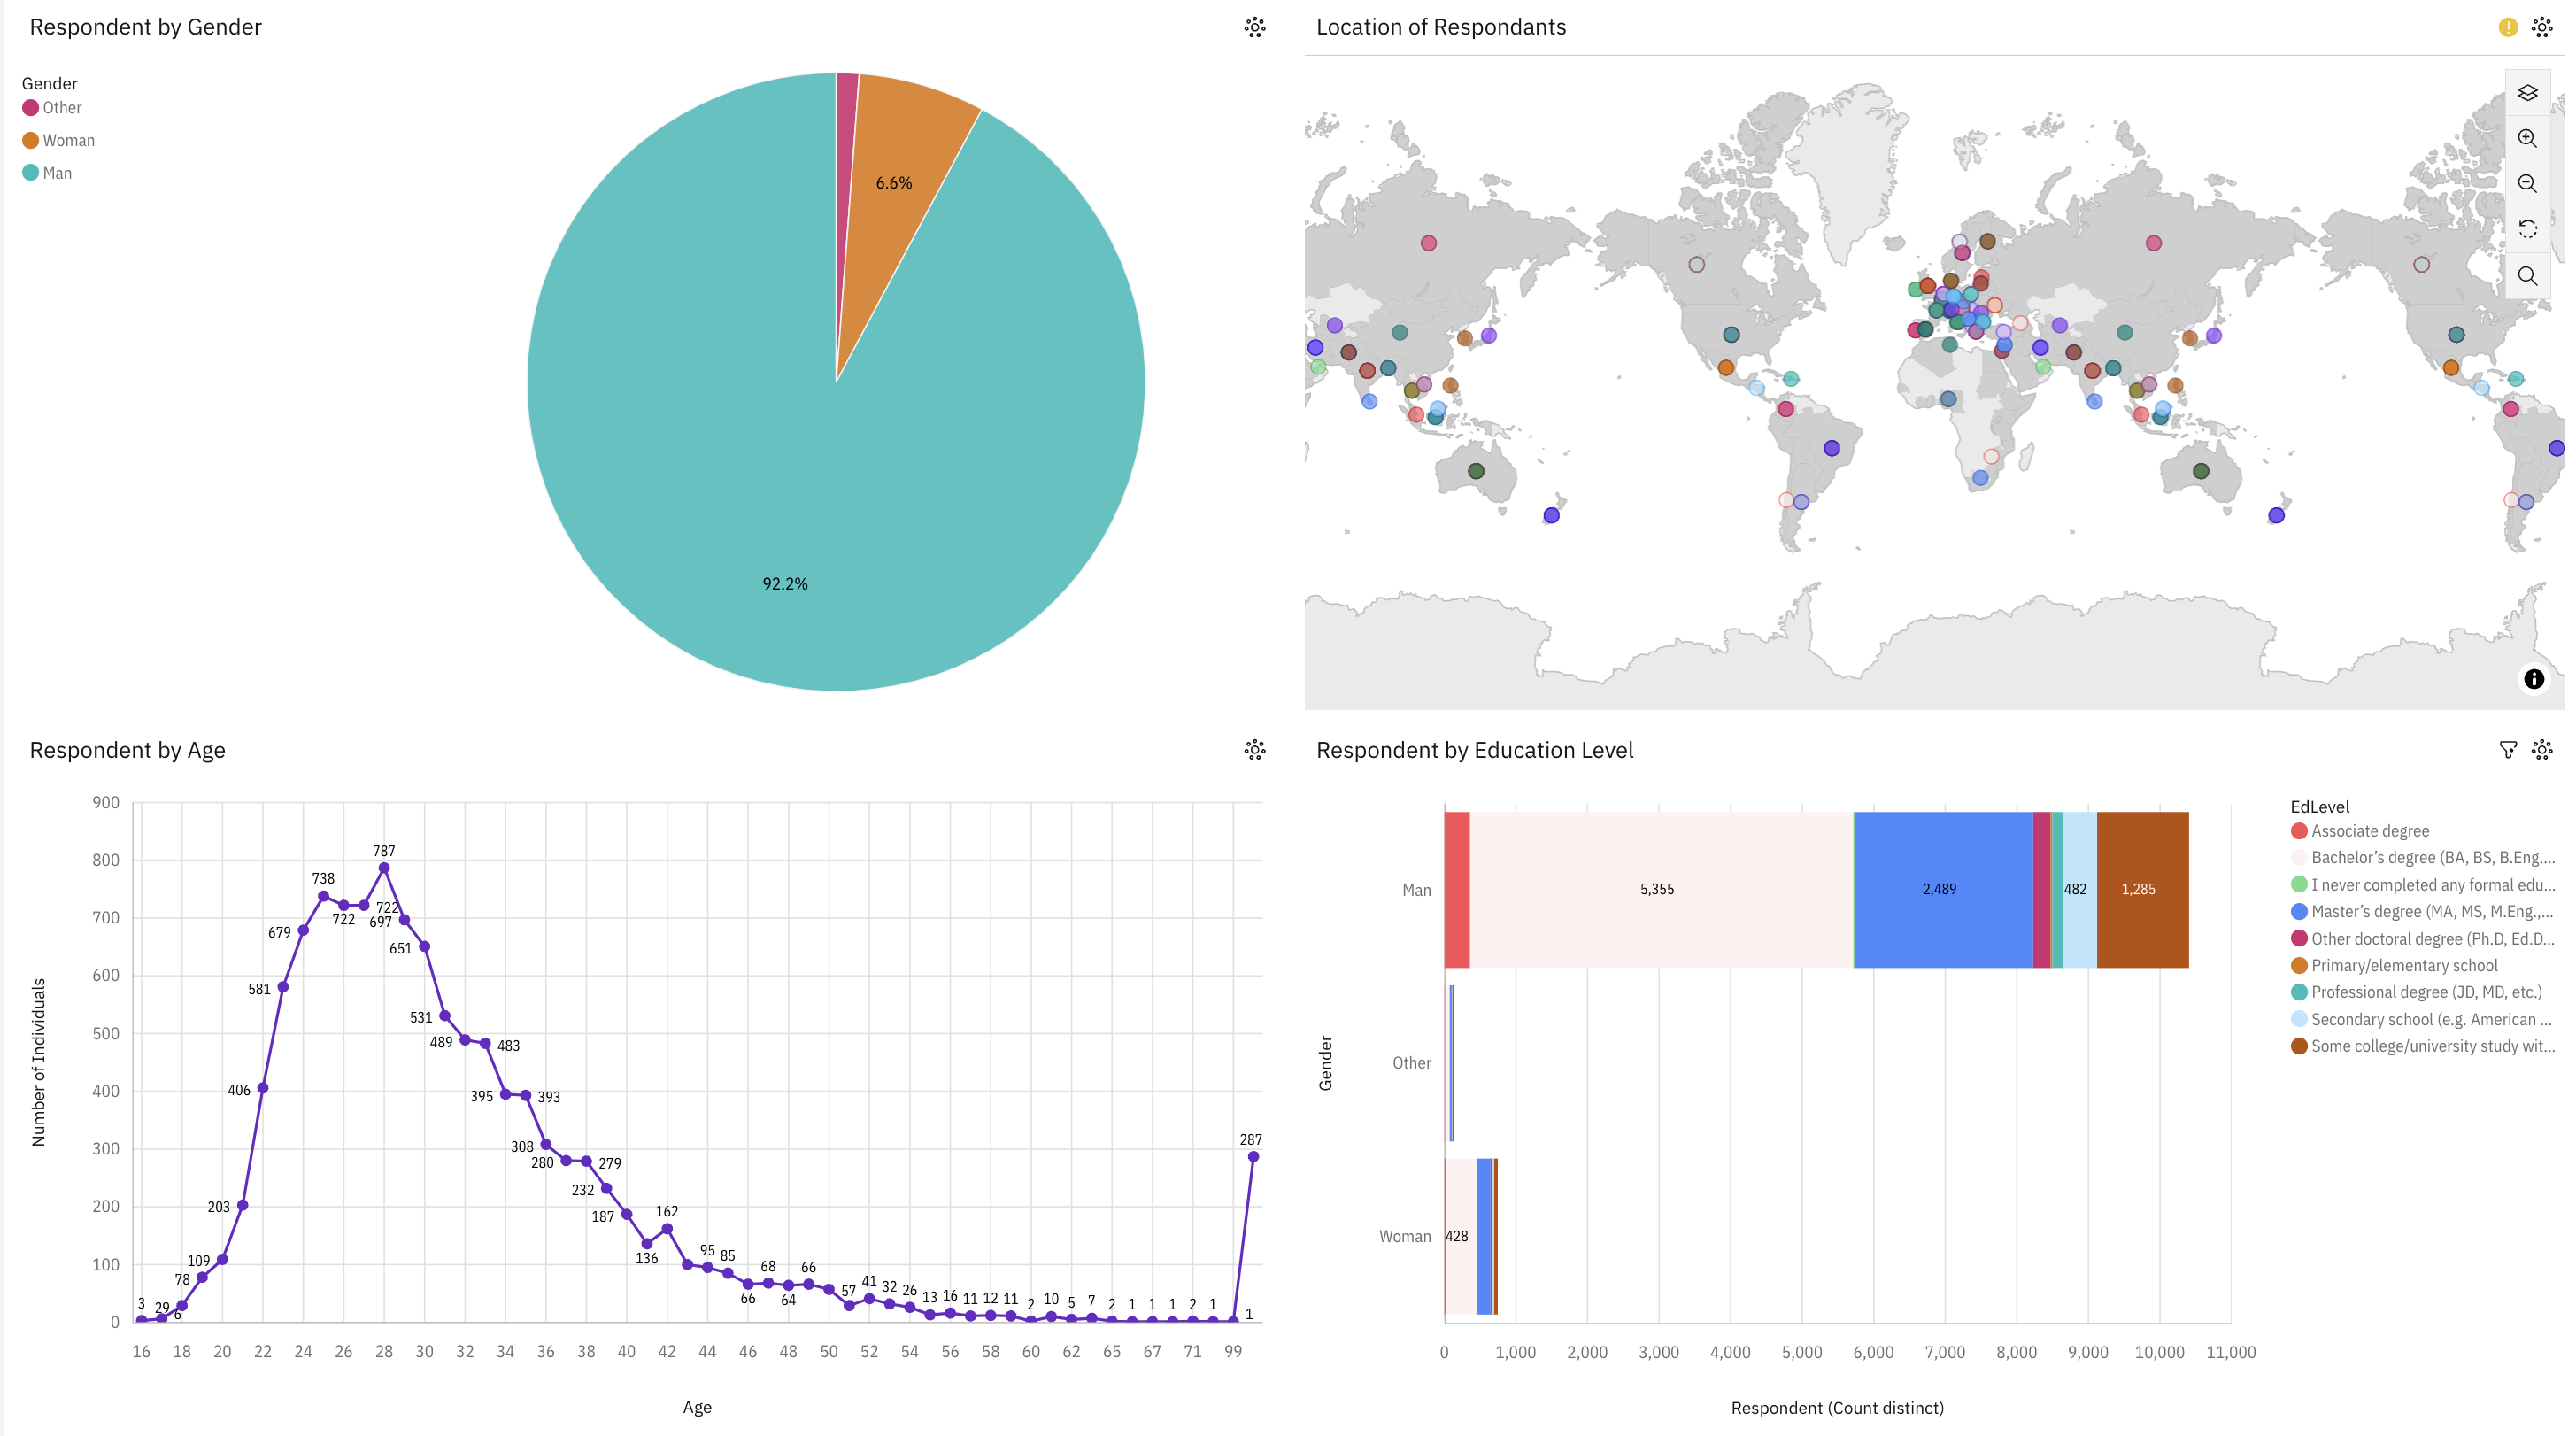 Respondent by Gender
Gender
Other
Woman
Man
6.6%
92.2%
Location of Respondants
Respondent by Age
Number of Individuals
900
800
700
600
500
400
300
200
100
0
3
29
6
78
109
203
406
581
679
738
722
722
787
697
651
531
489
483
395
393
308
280
279
232
187
136
162
95
85
66
68
64
66
57
41
32
26
13
16
11
12
11
2
10
5
7
2
1
1
1
2
1
1
287
16 18 20 22 24 26 28 30 32 34 36 38 40 42 44 46 48 50 52 54 56 58 60 62 65 67 71 99
Age
Respondent by Education Level
Gender
Man
5,355
2,489
482
1,285
Other
Woman
428
0 1,000 2,000 3,000 4,000 5,000 6,000 7,000 8,000 9,000 10,000 11,000
Respondent (Count distinct)
EdLevel
Associate degree
Bachelor’s degree (BA, BS, B.Eng....
I never completed any formal edu...
Master’s degree (MA, MS, M.Eng.,...
Other doctoral degree (Ph.D, Ed.D...
Primary/elementary school
Professional degree (JD, MD, etc.)
Secondary school (e.g. American ...
Some college/university study wit...